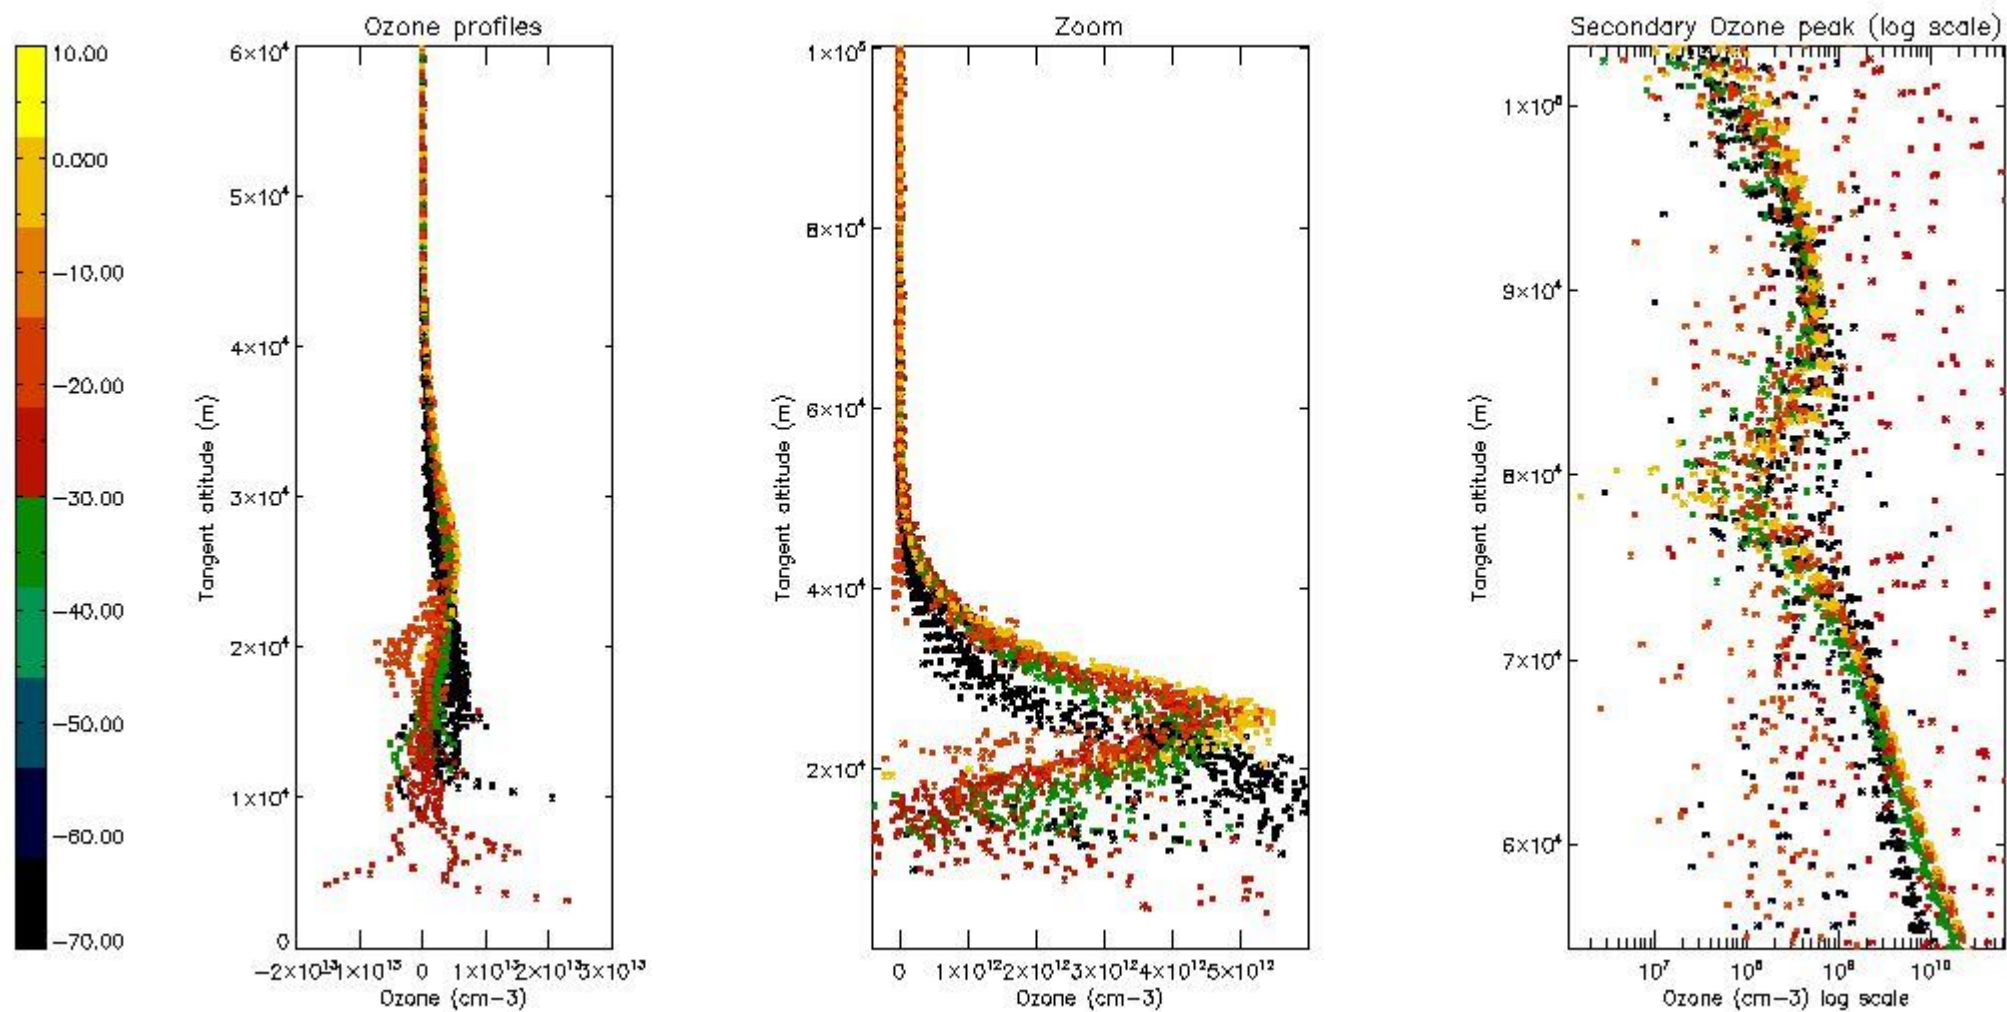 Ozone profiles
Zoom
Secondary Ozone peak (log scale)
10.00
0.000
−10.00
−20.00
−30.00
−40.00
−50.00
−60.00
−70.00
6×10⁴
5×10⁴
4×10⁴
3×10⁴
2×10⁴
1×10⁴
0
Tangent altitude (m)
0 1×10¹³ 2×10¹³ 3×10¹³
Ozone (cm−3)
1×10⁵
8×10⁴
6×10⁴
4×10⁴
2×10⁴
Tangent altitude (m)
0 1×10¹² 2×10¹² 3×10¹² 4×10¹² 5×10¹²
Ozone (cm−3)
9×10⁴
8×10⁴
7×10⁴
6×10⁴
Tangent altitude (m)
10⁷ 10⁸ 10⁹ 10¹⁰
Ozone (cm−3) log scale